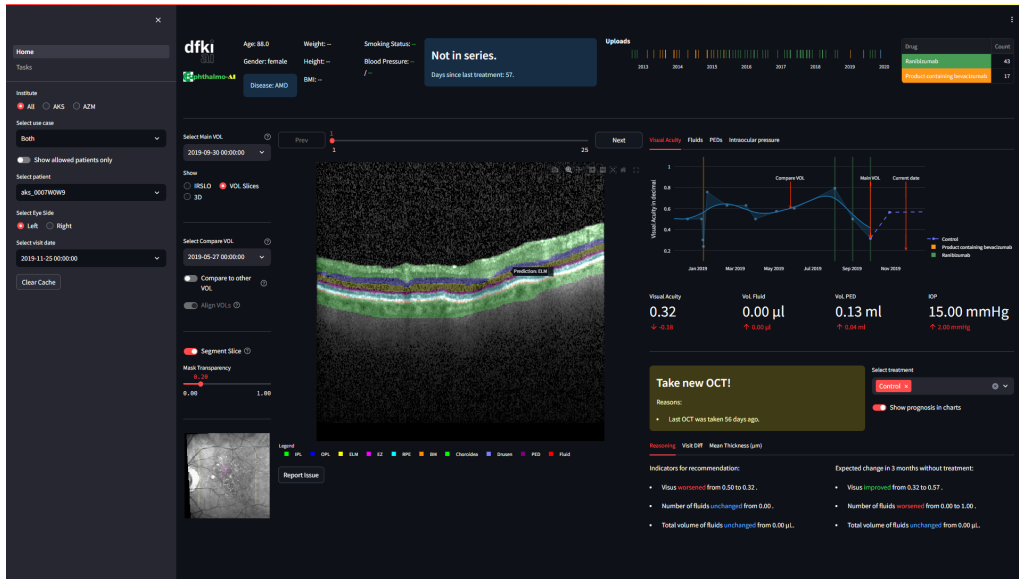 Home
Tasks
Institute
All AKS AZM
Select use case
Both
Show allowed patients only
Select patient
aks_0007W0W9
Select Eye Side
Left Right
Select visit date
2019-11-25 00:00:00
Clear Cache
dfki
ai
Ophthalmo-AI
Age: 88.0
Gender: female
Disease: AMD
Weight: --
Height: --
BMI: --
Smoking Status: --
Blood Pressure: --
/ --
Not in series.
Days since last treatment: 57.
Uploads
2013 2014 2015 2016 2017 2018 2019 2020
Drug Count
Ranibizumab 43
Product containing bevacizumab 17
Select Main VOL
2019-09-30 00:00:00
Show
IRSLO VOL Slices
3D
Select Compare VOL
2019-05-27 00:00:00
Compare to other
VOL
Align VOLs
Segment Slice
Mask Transparency
0.20
0.00 1.00
Prev
1
1 25
Next
Prediction: ELM
Legend
IPL OPL ELM EZ RPE BM Choroidea Drusen PED Fluid
Report Issue
Visual Acuity Fluids PEDs Intraocular pressure
Visual Acuity in decimal
1
0.8
0.6
0.4
0.2
Compare VOL
Main VOL
Current date
Jan 2019 Mar 2019 May 2019 Jul 2019 Sep 2019 Nov 2019
Control
Product containing bevacizumab
Ranibizumab
Visual Acuity
0.32
↓ -0.18
Vol. Fluid
0.00 µl
↑ 0.00 µl
Vol. PED
0.13 ml
↑ 0.04 ml
IOP
15.00 mmHg
↑ 2.00 mmHg
Take new OCT!
Reasons:
• Last OCT was taken 56 days ago.
Select treatment
Control ×
Show prognosis in charts
Reasoning Visit Diff Mean Thickness (µm)
Indicators for recommendation:
• Visus worsened from 0.50 to 0.32 .
• Number of fluids unchanged from 0.00 .
• Total volume of fluids unchanged from 0.00 µl..
Expected change in 3 months without treatment:
• Visus improved from 0.32 to 0.57 .
• Number of fluids worsened from 0.00 to 1.00 .
• Total volume of fluids unchanged from 0.00 µl..